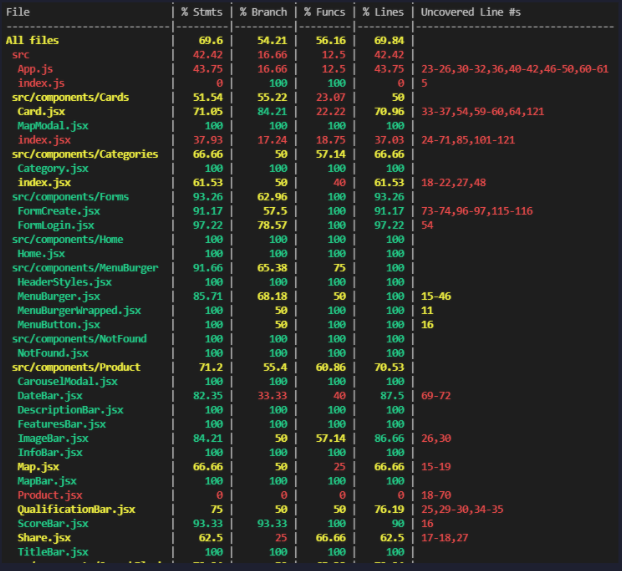 File | % Stmts | % Branch | % Funcs | % Lines | Uncovered Line #s
All files | 69.6 | 54.21 | 56.16 | 69.84 |
src | 42.42 | 16.66 | 12.5 | 42.42 |
App.js | 43.75 | 16.66 | 12.5 | 43.75 | 23-26,30-32,36,40-42,46-50,60-61
index.js | 0 | 100 | 100 | 0 | 5
src/components/Cards | 51.54 | 55.22 | 23.07 | 50 |
Card.jsx | 71.05 | 84.21 | 22.22 | 70.96 | 33-37,54,59-60,64,121
MapModal.jsx | 100 | 100 | 100 | 100 |
index.jsx | 37.93 | 17.24 | 18.75 | 37.03 | 24-71,85,101-121
src/components/Categories | 66.66 | 50 | 57.14 | 66.66 |
Category.jsx | 100 | 100 | 100 | 100 |
index.jsx | 61.53 | 50 | 40 | 61.53 | 18-22,27,48
src/components/Forms | 93.26 | 62.96 | 100 | 93.26 |
FormCreate.jsx | 91.17 | 57.5 | 100 | 91.17 | 73-74,96-97,115-116
FormLogin.jsx | 97.22 | 78.57 | 100 | 97.22 | 54
src/components/Home | 100 | 100 | 100 | 100 |
Home.jsx | 100 | 100 | 100 | 100 |
src/components/MenuBurger | 91.66 | 65.38 | 75 | 100 |
HeaderStyles.jsx | 100 | 100 | 100 | 100 |
MenuBurger.jsx | 85.71 | 68.18 | 50 | 100 | 15-46
MenuBurgerWrapped.jsx | 100 | 50 | 100 | 100 | 11
MenuButton.jsx | 100 | 50 | 100 | 100 | 16
src/components/NotFound | 100 | 100 | 100 | 100 |
NotFound.jsx | 100 | 100 | 100 | 100 |
src/components/Product | 71.2 | 55.4 | 60.86 | 70.53 |
CarouselModal.jsx | 100 | 100 | 100 | 100 |
DateBar.jsx | 82.35 | 33.33 | 40 | 87.5 | 69-72
DescriptionBar.jsx | 100 | 100 | 100 | 100 |
FeaturesBar.jsx | 100 | 100 | 100 | 100 |
ImageBar.jsx | 84.21 | 50 | 57.14 | 86.66 | 26,30
InfoBar.jsx | 100 | 100 | 100 | 100 |
Map.jsx | 66.66 | 50 | 25 | 66.66 | 15-19
MapBar.jsx | 100 | 100 | 100 | 100 |
Product.jsx | 0 | 0 | 0 | 0 | 18-70
QualificationBar.jsx | 75 | 50 | 50 | 76.19 | 25,29-30,34-35
ScoreBar.jsx | 93.33 | 93.33 | 100 | 90 | 16
Share.jsx | 62.5 | 25 | 66.66 | 62.5 | 17-18,27
TitleBar.jsx | 100 | 100 | 100 | 100 |